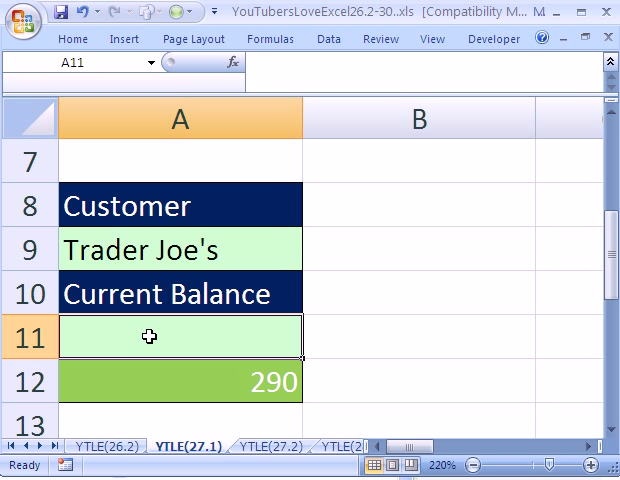 YouTubersLoveExcel26.2-30..xls [Compatibility M... M
Home Insert Page Layout Formulas Data Review View Developer
A11 fx
A B
7
8 Customer
9 Trader Joe's
10 Current Balance
11
12 290
13
YTLE(26.2) YTLE(27.1) YTLE(27.2) YTLE(2
Ready 220%